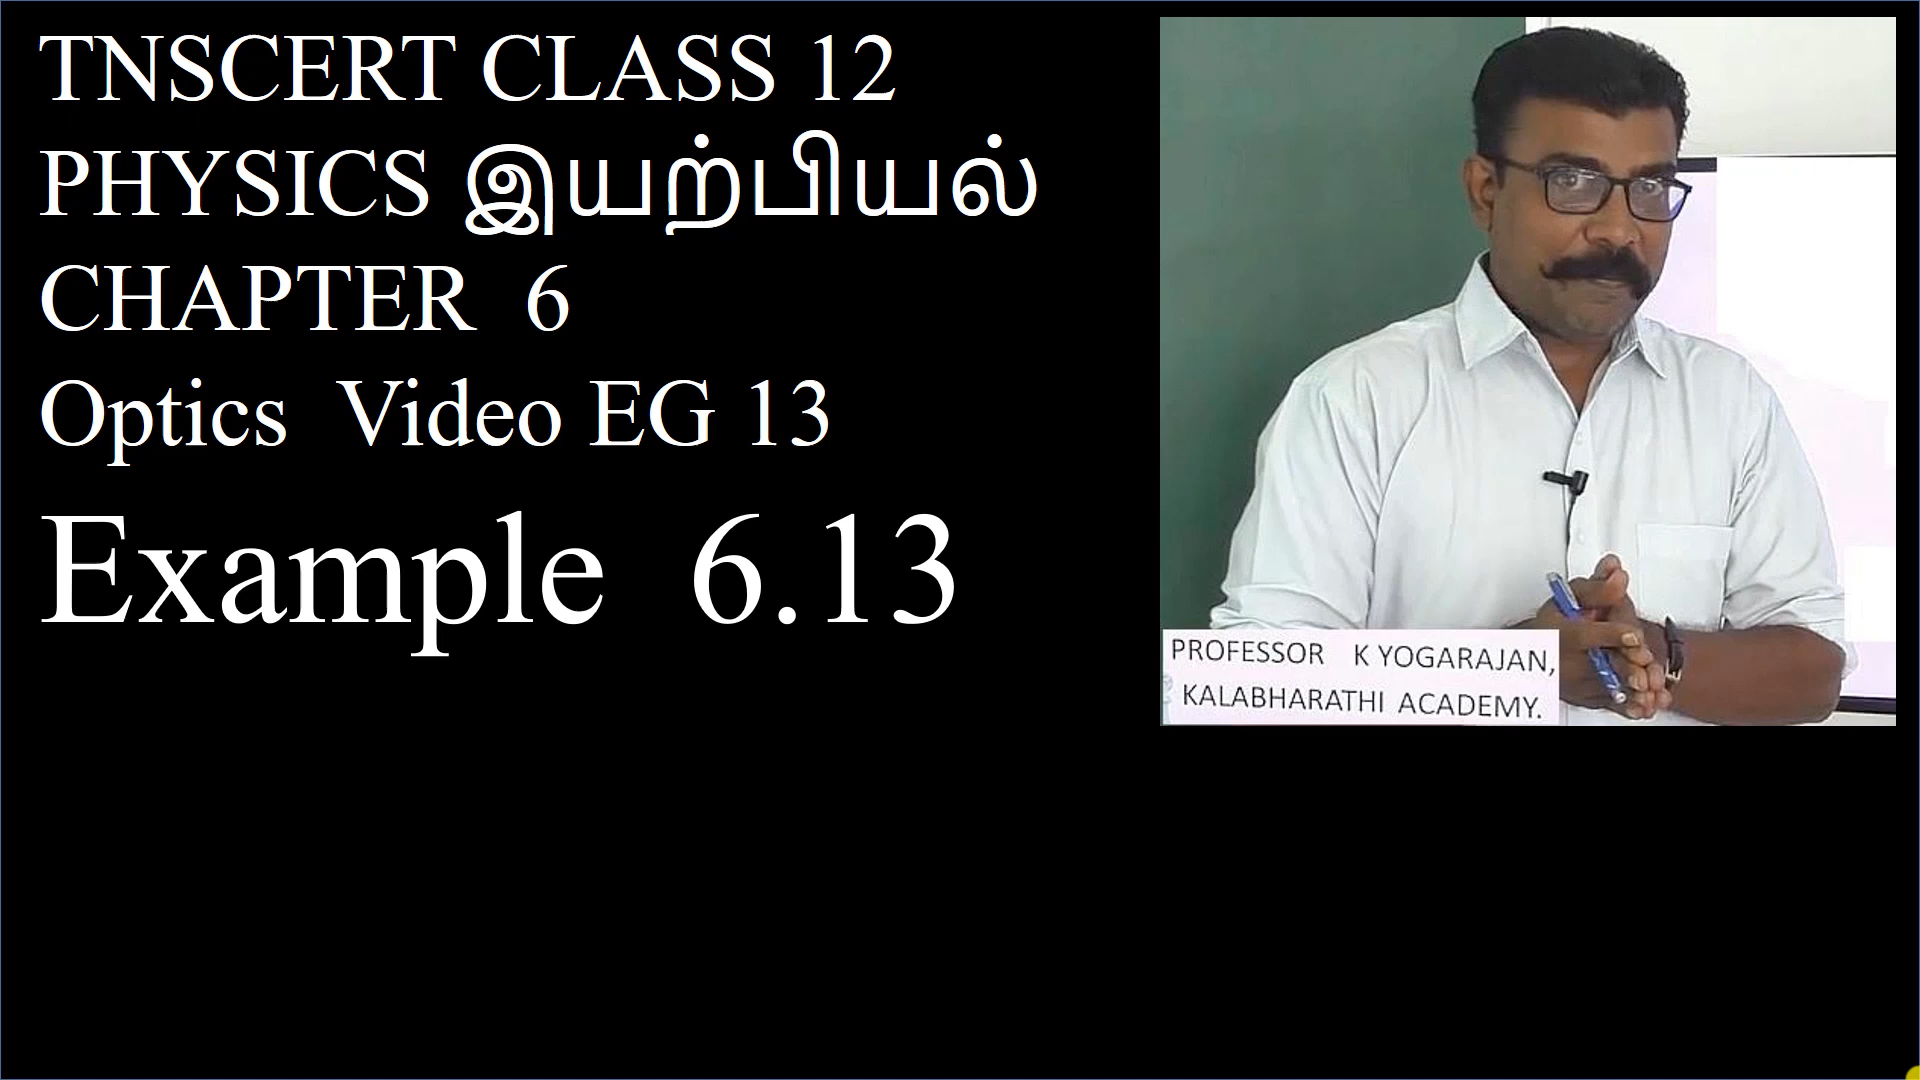 TNSCERT CLASS 12
PHYSICS இயற்பியல்
CHAPTER 6
Optics Video EG 13
Example 6.13
PROFESSOR K YOGARAJAN,
KALABHARATHI ACADEMY.